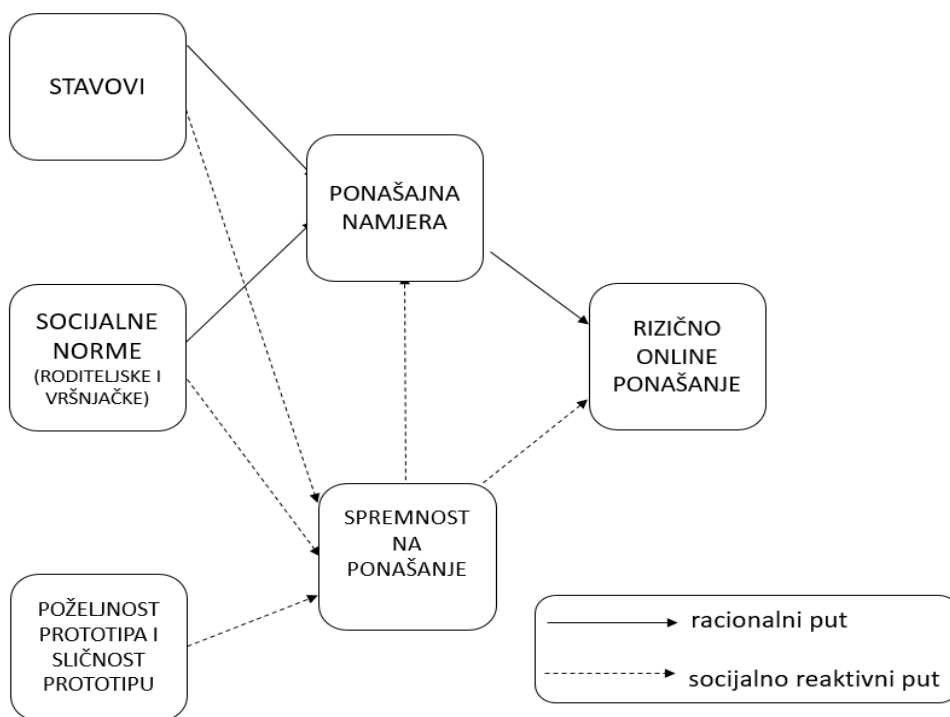 STAVOVI
PONAŠAJNA
NAMJERA
SOCIJALNE
NORME
(RODITELJSKE I
VRŠNJAČKE)
RIZIČNO
ONLINE
PONAŠANJE
SPREMNOST
NA
PONAŠANJE
POŽELJNOST
PROTOTIPA I
SLIČNOST
PROTOTIPU
racionalni put
socijalno reaktivni put